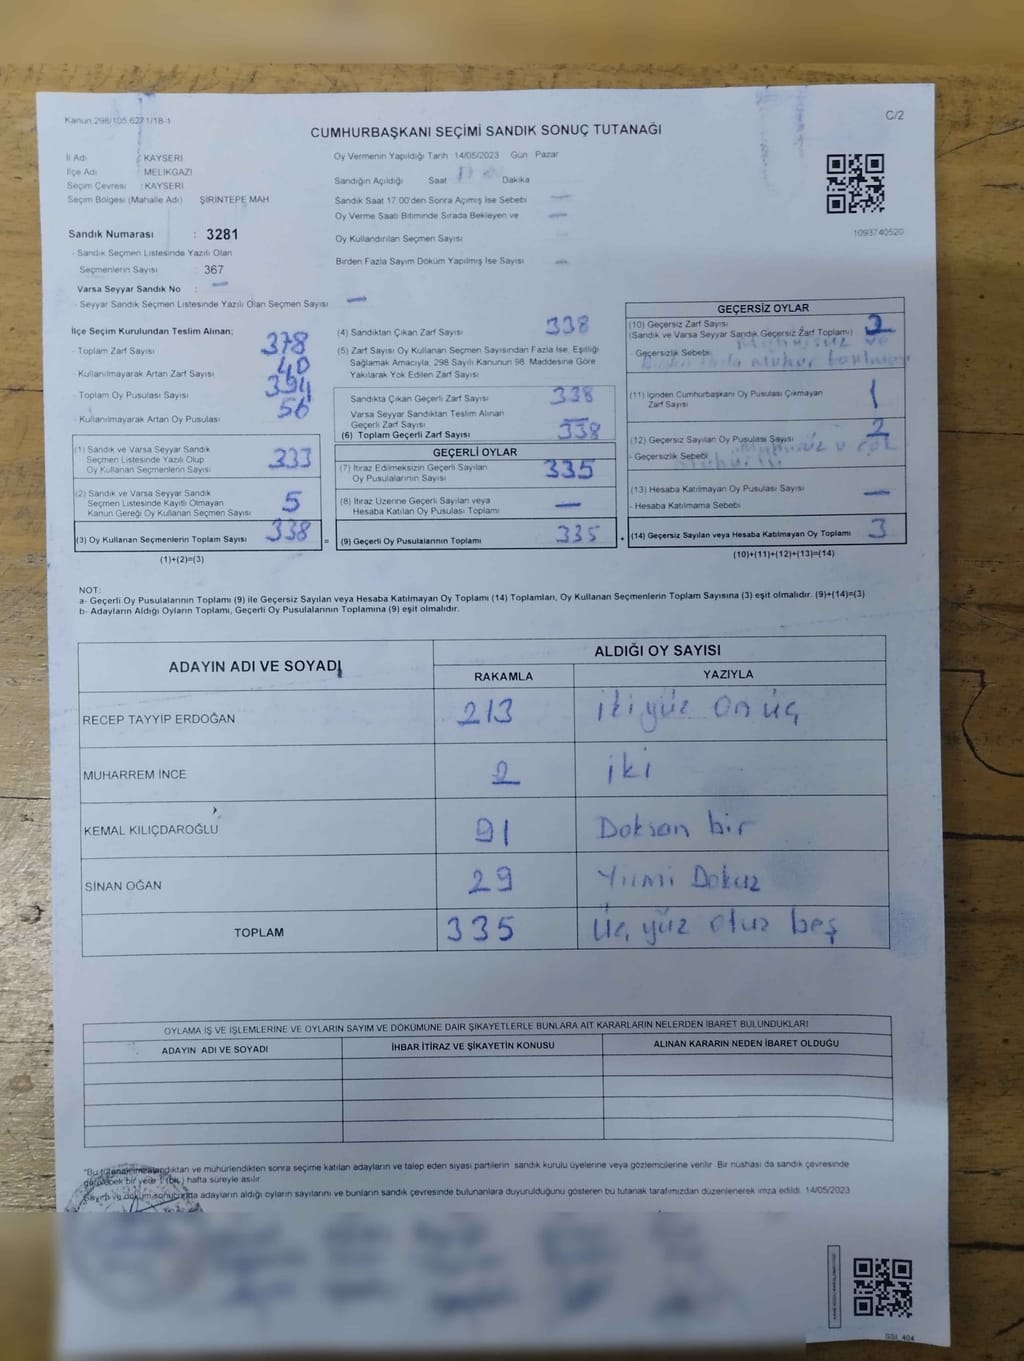 Kanun.298/105.6271/18-1
C/2
CUMHURBAŞKANI SEÇİMİ SANDIK SONUÇ TUTANAĞI
İl Adı : KAYSERİ
İlçe Adı : MELİKGAZİ
Seçim Çevresi : KAYSERİ
Seçim Bölgesi (Mahalle Adı) ŞİRİNTEPE MAH.
Oy Vermenin Yapıldığı Tarih 14/05/2023 Gün Pazar
Sandığın Açıldığı Saat Dakika
Sandık Saat 17.00'den Sonra Açımış İse Sebebi —
Oy Verme Saati Bitiminde Sırada Bekleyen ve —
Oy Kullandırılan Seçmen Sayısı
Birden Fazla Sayım Döküm Yapılmış İse Sayısı —
1093740520
Sandık Numarası : 3281
- Sandık Seçmen Listesinde Yazılı Olan
Seçmenlerin Sayısı : 367
Varsa Seyyar Sandık No : —
- Seyyar Sandık Seçmen Listesinde Yazılı Olan Seçmen Sayısı —
İlçe Seçim Kurulundan Teslim Alınan;
- Toplam Zarf Sayısı 378
- Kullanılmayarak Artan Zarf Sayısı 40
- Toplam Oy Pusulası Sayısı 394
- Kullanılmayarak Artan Oy Pusulası 56
(1) Sandık ve Varsa Seyyar Sandık
Seçmen Listesinde Yazılı Olup
Oy Kullanan Seçmenlerin Sayısı 333
(2) Sandık ve Varsa Seyyar Sandık
Seçmen Listesinde Kayıtlı Olmayan
Kanun Gereği Oy Kullanan Seçmen Sayısı 5
(3) Oy Kullanan Seçmenlerin Toplam Sayısı 338
(1)+(2)=(3)
(4) Sandıktan Çıkan Zarf Sayısı 338
(5) Zarf Sayısı Oy Kullanan Seçmen Sayısından Fazla İse, Eşitliği
Sağlamak Amacıyla; 298 Sayılı Kanunun 98. Maddesine Göre
Yakılarak Yok Edilen Zarf Sayısı
Sandıkta Çıkan Geçerli Zarf Sayısı 338
Varsa Seyyar Sandıktan Teslim Alınan
Geçerli Zarf Sayısı —
(6) Toplam Geçerli Zarf Sayısı 338
GEÇERLİ OYLAR
(7) İtiraz Edilmeksizin Geçerli Sayılan
Oy Pusulalarının Sayısı 335
(8) İtiraz Üzerine Geçerli Sayılan veya
Hesaba Katılan Oy Pusulası Toplamı —
= (9) Geçerli Oy Pusulalarının Toplamı 335
GEÇERSİZ OYLAR
(10) Geçersiz Zarf Sayısı
(Sandık ve Varsa Seyyar Sandık Geçersiz Zarf Toplamı)
- Geçersizlik Sebebi
(11) İçinden Cumhurbaşkanı Oy Pusulası Çıkmayan
Zarf Sayısı 1
(12) Geçersiz Sayılan Oy Pusulası Sayısı 2
- Geçersizlik Sebebi
(13) Hesaba Katılmayan Oy Pusulası Sayısı —
- Hesaba Katılmama Sebebi
+ (14) Geçersiz Sayılan veya Hesaba Katılmayan Oy Toplamı 3
(10)+(11)+(12)+(13)=(14)
NOT:
a- Geçerli Oy Pusulalarının Toplamı (9) ile Geçersiz Sayılan veya Hesaba Katılmayan Oy Toplamı (14) Toplamları, Oy Kullanan Seçmenlerin Toplam Sayısına (3) eşit olmalıdır. (9)+(14)=(3)
b- Adayların Aldığı Oyların Toplamı, Geçerli Oy Pusulalarının Toplamına (9) eşit olmalıdır.
ADAYIN ADI VE SOYADI
ALDIĞI OY SAYISI
RAKAMLA YAZIYLA
RECEP TAYYİP ERDOĞAN 213 iki yüz on üç
MUHARREM İNCE 2 iki
KEMAL KILIÇDAROĞLU 91 Doksan bir
SİNAN OĞAN 29 Yirmi Dokuz
TOPLAM 335 Üç yüz otuz beş
OYLAMA İŞ VE İŞLEMLERİNE VE OYLARIN SAYIM VE DÖKÜMÜNE DAİR ŞİKAYETLERLE BUNLARA AİT KARARLARIN NELERDEN İBARET BULUNDUKLARI
ADAYIN ADI VE SOYADI İHBAR İTİRAZ VE ŞİKAYETİN KONUSU ALINAN KARARIN NEDEN İBARET OLDUĞU
*Bu tutanak imzalandıktan ve mühürlendikten sonra seçime katılan adayların ve talep eden siyasi partilerin sandık kurulu üyelerine veya gözlemcilerine verilir. Bir nüshası da sandık çevresinde
görülecek bir yere 1 (bir) hafta süreyle asılır.
Sayım ve döküm sonucunda adayların aldığı oyların sayılarını ve bunların sandık çevresinde bulunanlara duyurulduğunu gösteren bu tutanak tarafımızdan düzenlenerek imza edildi. 14/05/2023
SSI_404